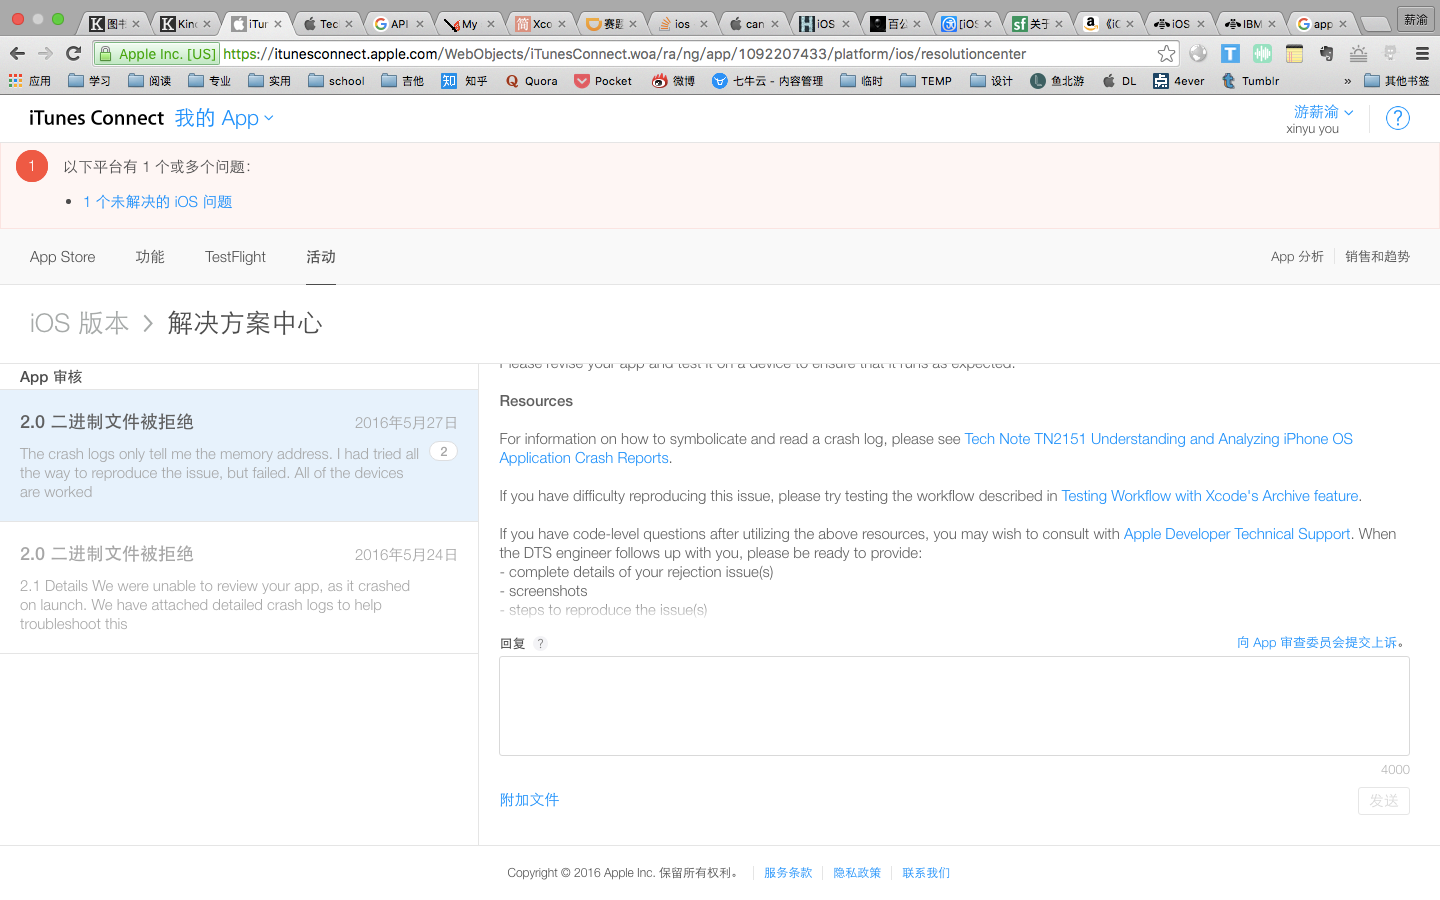 图书
Kin
iTur
Tec
API
My
Xco
赛题
ios
can
iOS
百公
[iOS
关于
《iC
iOS
IBM
app
薪渝
Apple Inc. [US] https://itunesconnect.apple.com/WebObjects/iTunesConnect.woa/ra/ng/app/1092207433/platform/ios/resolutioncenter
应用 学习 阅读 专业 实用 school 吉他 知乎 Quora Pocket 微博 七牛云 - 内容管理 临时 TEMP 设计 鱼北游 DL 4ever Tumblr » 其他书签
iTunes Connect 我的 App
游薪渝
xinyu you
?
1 以下平台有 1 个或多个问题：
• 1 个未解决的 iOS 问题
App Store 功能 TestFlight 活动 App 分析 销售和趋势
iOS 版本 > 解决方案中心
App 审核
2.0 二进制文件被拒绝 2016年5月27日
The crash logs only tell me the memory address. I had tried all 2
the way to reproduce the issue, but failed. All of the devices
are worked
2.0 二进制文件被拒绝 2016年5月24日
2.1 Details We were unable to review your app, as it crashed
on launch. We have attached detailed crash logs to help
troubleshoot this
Please revise your app and test it on a device to ensure that it runs as expected.
Resources
For information on how to symbolicate and read a crash log, please see Tech Note TN2151 Understanding and Analyzing iPhone OS
Application Crash Reports.
If you have difficulty reproducing this issue, please try testing the workflow described in Testing Workflow with Xcode's Archive feature.
If you have code-level questions after utilizing the above resources, you may wish to consult with Apple Developer Technical Support. When
the DTS engineer follows up with you, please be ready to provide:
- complete details of your rejection issue(s)
- screenshots
- steps to reproduce the issue(s)
回复 ? 向 App 审查委员会提交上诉。
4000
附加文件 发送
Copyright © 2016 Apple Inc. 保留所有权利。 服务条款 隐私政策 联系我们